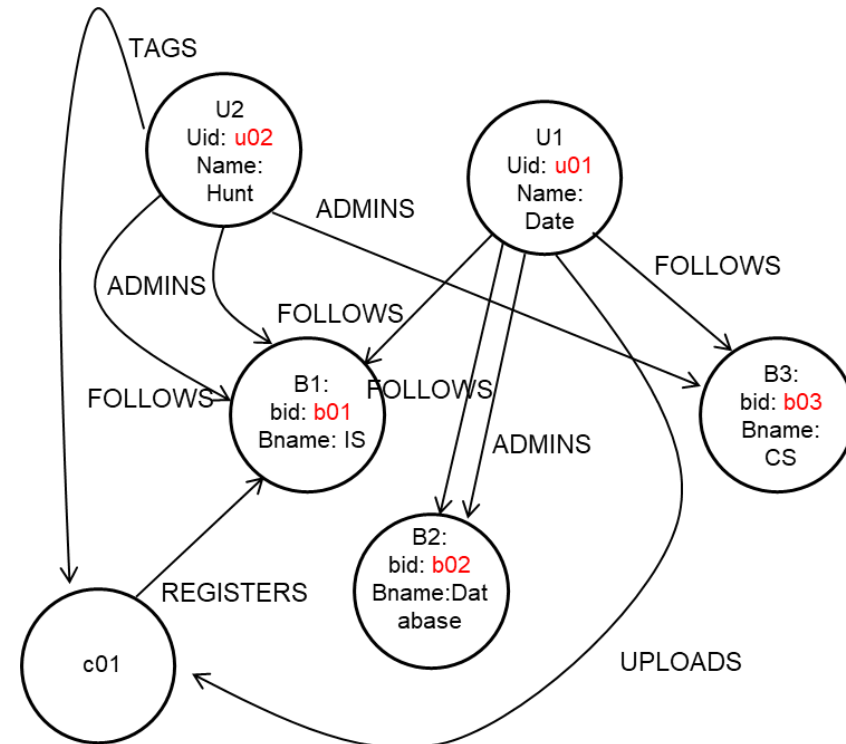 TAGS
U2
Uid: u02
Name:
Hunt
U1
Uid: u01
Name:
Date
ADMINS
FOLLOWS
ADMINS
FOLLOWS
FOLLOWS
FOLLOWS
B1:
bid: b01
Bname: IS
B3:
bid: b03
Bname:
CS
ADMINS
B2:
bid: b02
Bname:Dat
abase
REGISTERS
c01
UPLOADS